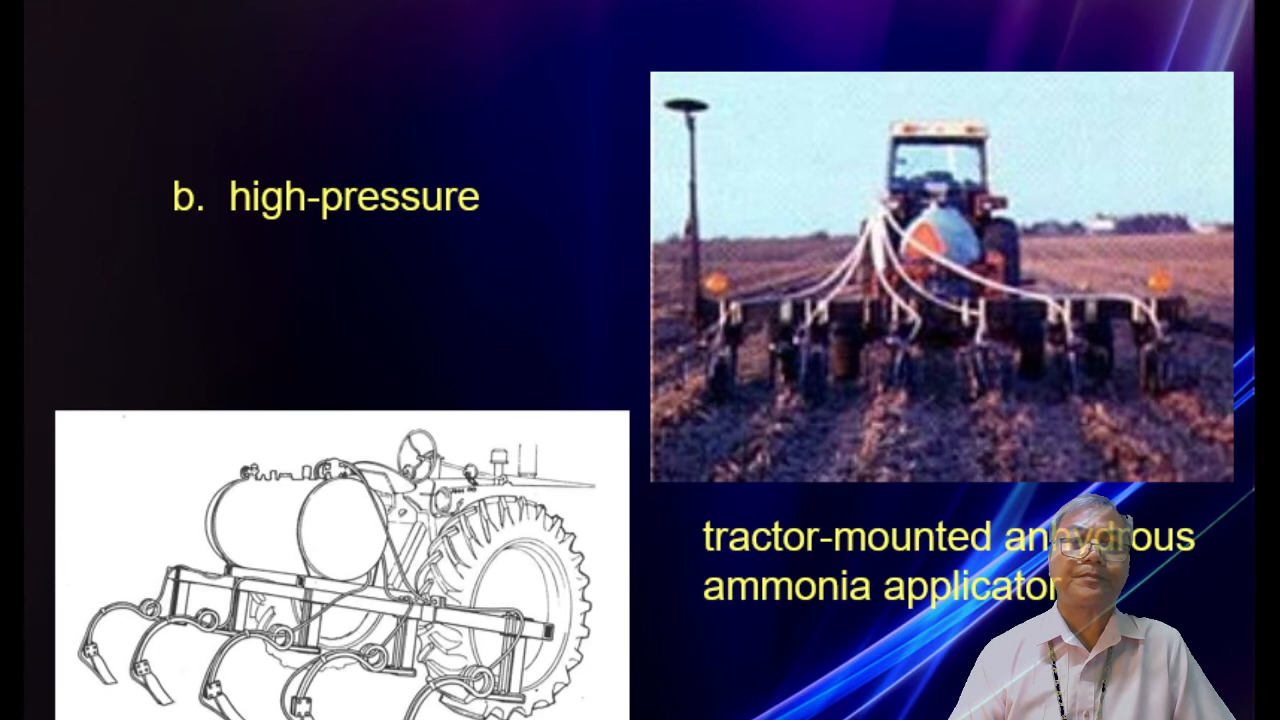 b. high-pressure
tractor-mounted anhydrous
ammonia applicator